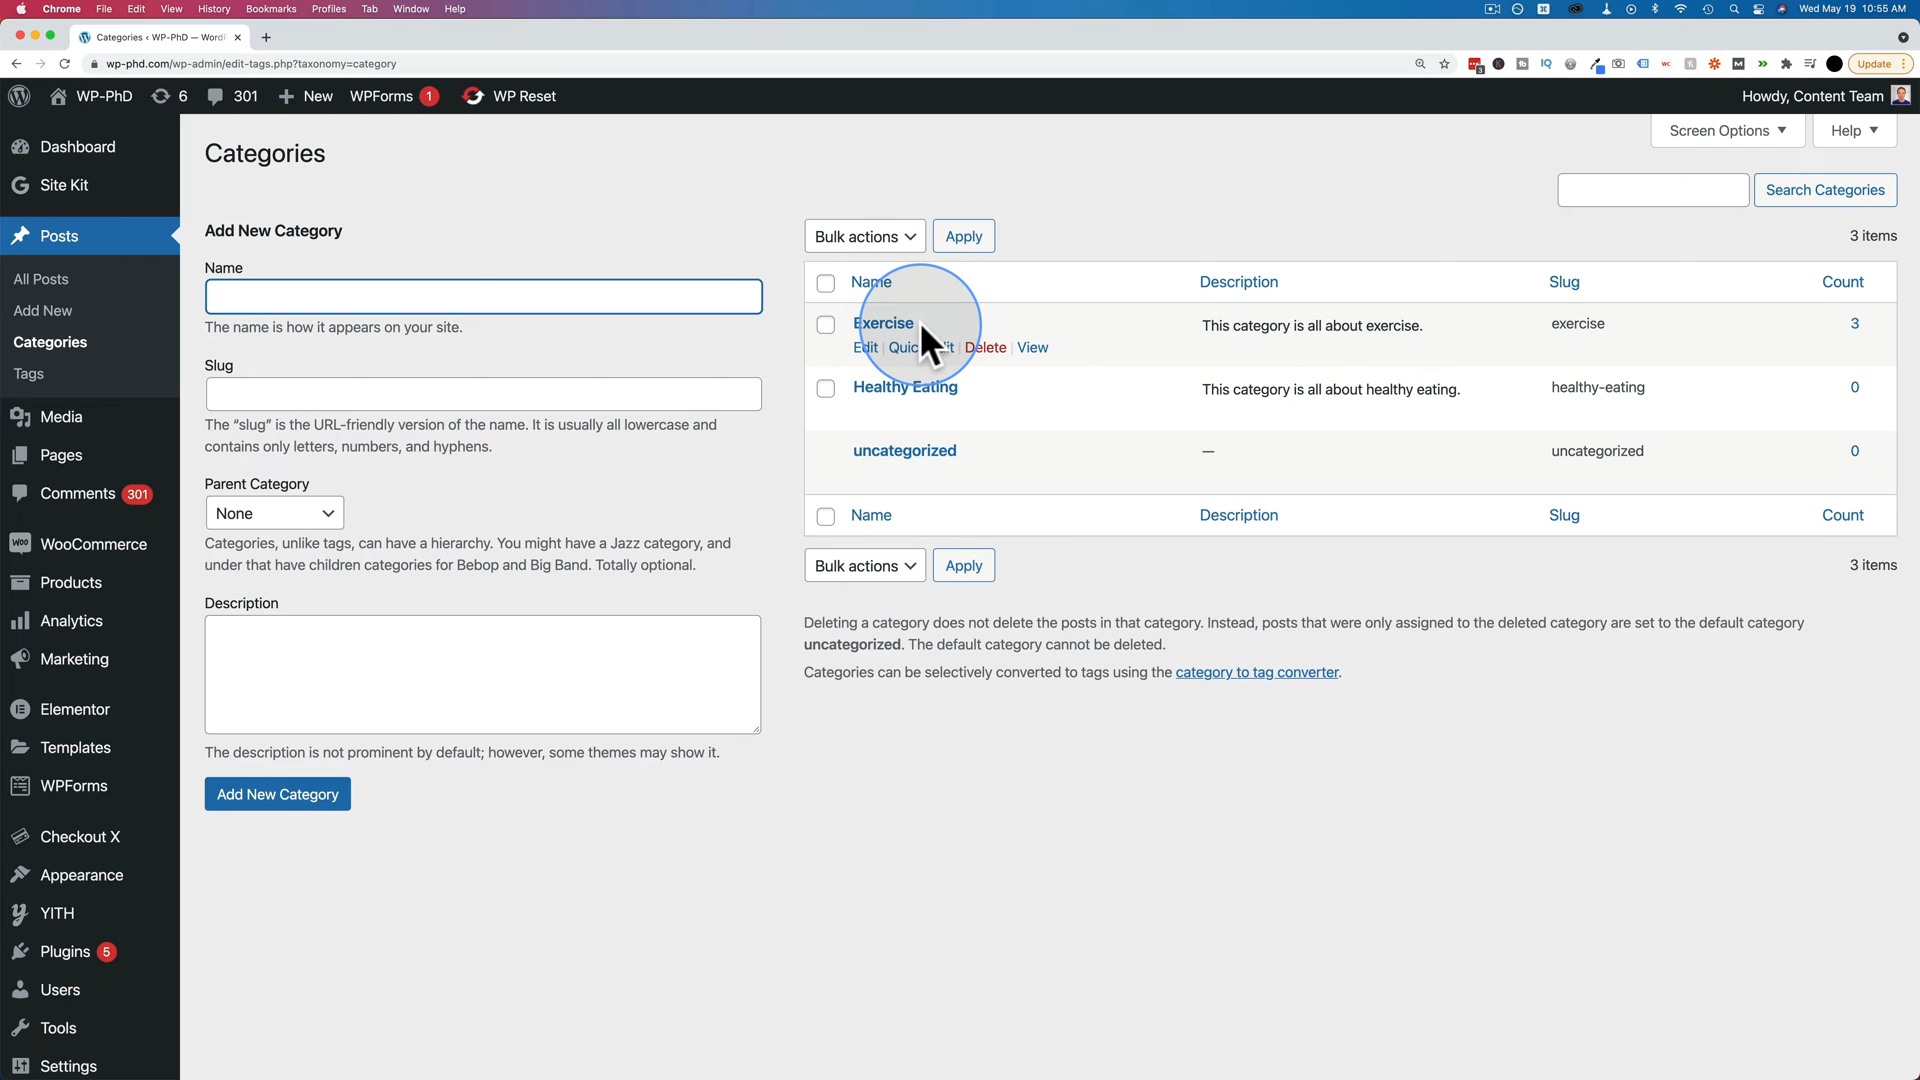 Chrome File Edit View History Bookmarks Profiles Tab Window Help Wed May 19 10:55 AM
Categories < WP-PhD — Word
wp-phd.com/wp-admin/edit-tags.php?taxonomy=category Update
WP-PhD 6 301 New WPForms 1 WP Reset Howdy, Content Team
Screen Options Help
Dashboard
Site Kit
Posts
All Posts
Add New
Categories
Tags
Media
Pages
Comments 301
WooCommerce
Products
Analytics
Marketing
Elementor
Templates
WPForms
Checkout X
Appearance
YITH
Plugins 5
Users
Tools
Settings
Categories
Add New Category
Name
The name is how it appears on your site.
Slug
The “slug” is the URL-friendly version of the name. It is usually all lowercase and
contains only letters, numbers, and hyphens.
Parent Category
None
Categories, unlike tags, can have a hierarchy. You might have a Jazz category, and
under that have children categories for Bebop and Big Band. Totally optional.
Description
The description is not prominent by default; however, some themes may show it.
Add New Category
Search Categories
Bulk actions Apply 3 items
Name Description Slug Count
Exercise This category is all about exercise. exercise 3
Edit | Delete | View
Healthy Eating This category is all about healthy eating. healthy-eating 0
uncategorized — uncategorized 0
Name Description Slug Count
Bulk actions Apply 3 items
Deleting a category does not delete the posts in that category. Instead, posts that were only assigned to the deleted category are set to the default category
uncategorized. The default category cannot be deleted.
Categories can be selectively converted to tags using the category to tag converter.